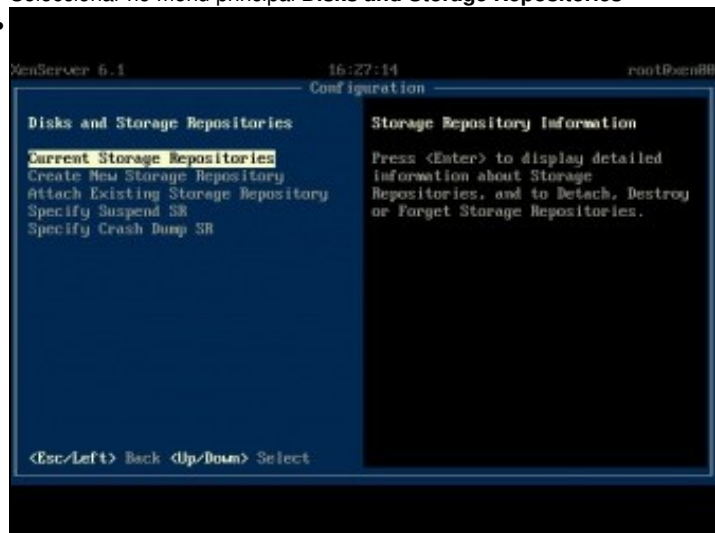 Seleccionar no menú principal Disks and Storage Repositories
XenServer 6.1 16:27:14 root@xen00
Configuration
Disks and Storage Repositories
Current Storage Repositories
Create New Storage Repository
Attach Existing Storage Repository
Specify Suspend SR
Specify Crash Dump SR
Storage Repository Information
Press <Enter> to display detailed
information about Storage
Repositories, and to Detach, Destroy
or Forget Storage Repositories.
<Esc/Left> Back <Up/Down> Select